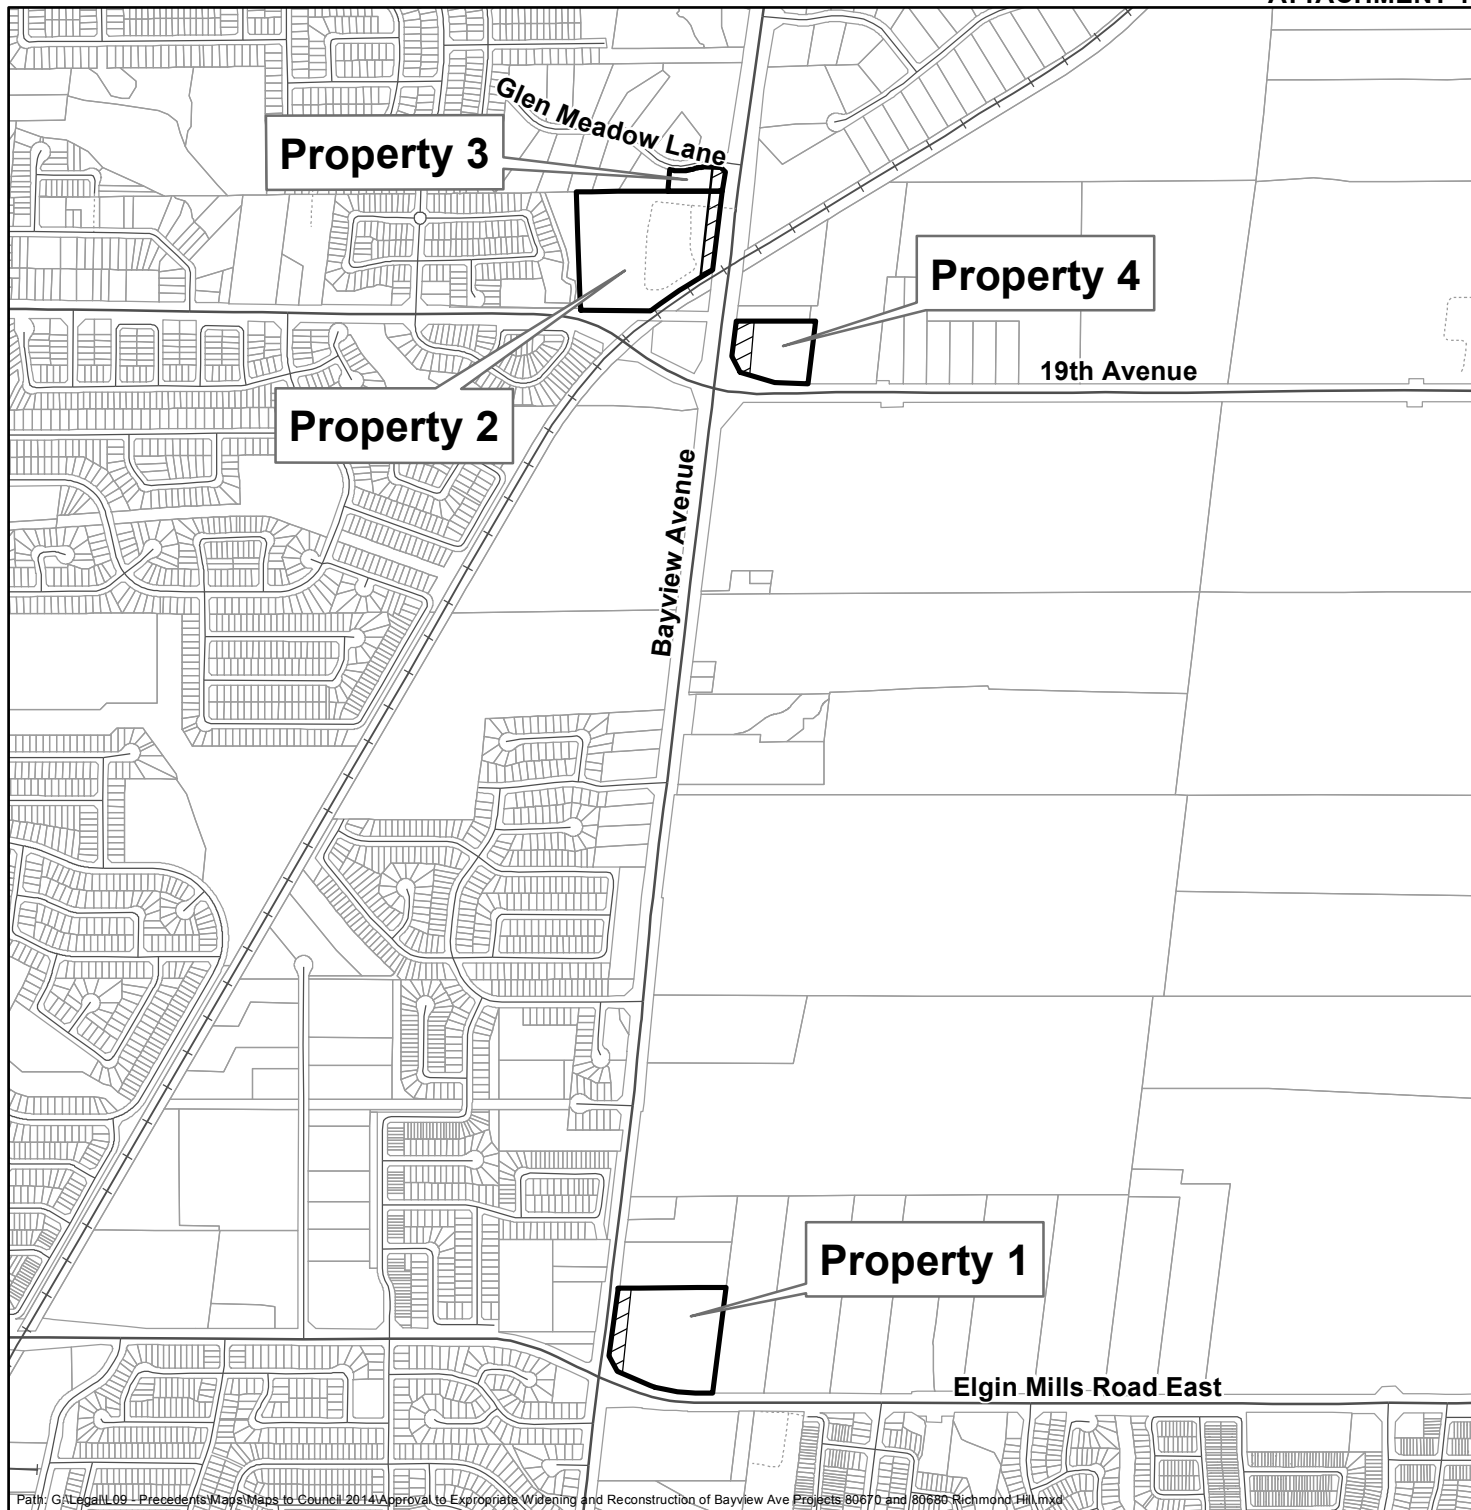 ATTACHMENT 1
Glen Meadow Lane
Property 3
Property 4
19th Avenue
Property 2
Bayview Avenue
Property 1
Elgin Mills Road East
Path: G:\Legal\L09 - Precedents\Maps\Maps to Council 2014\Approval to Expropriate Widening and Reconstruction of Bayview Ave Projects 80670 and 80680 Richmond Hill.mxd